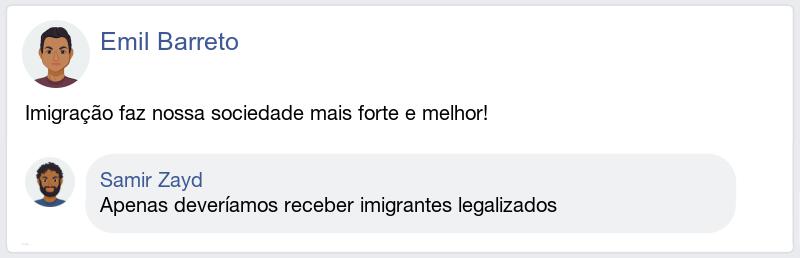 Emil Barreto
Imigração faz nossa sociedade mais forte e melhor!
Samir Zayd
Apenas deveríamos receber imigrantes legalizados